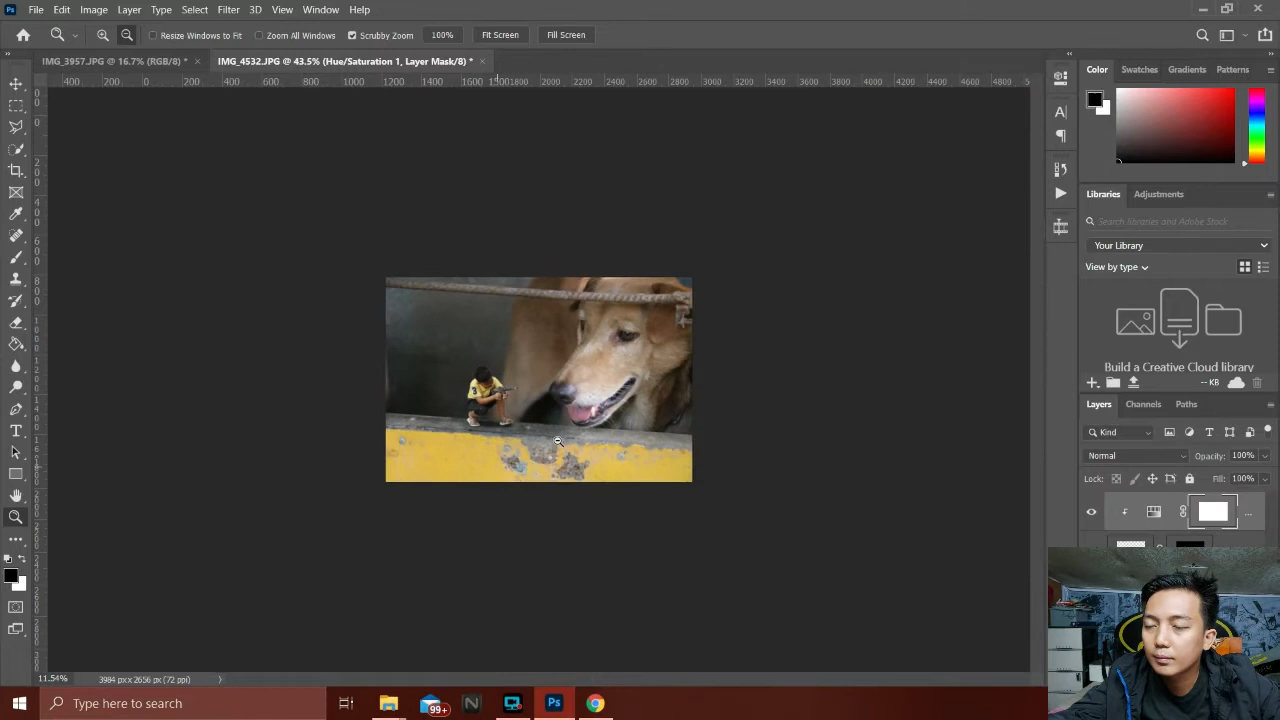 Ps File Edit Image Layer Type Select Filter 3D View Window Help
Resize Windows to Fit Zoom All Windows Scrubby Zoom 100% Fit Screen Fill Screen
IMG_3957.JPG @ 16.7% (RGB/8) * × IMG_4532.JPG @ 43.5% (Hue/Saturation 1, Layer Mask/8) * ×
Color Swatches Gradients Patterns
Libraries Adjustments
Search libraries and Adobe Stock
Your Library
View by type
Build a Creative Cloud library
-- KB
Layers Channels Paths
Kind
Normal Opacity: 100%
Lock: Fill: 100%
...
11.54% 3984 px x 2656 px (72 ppi)
Type here to search
99+
N
Ps